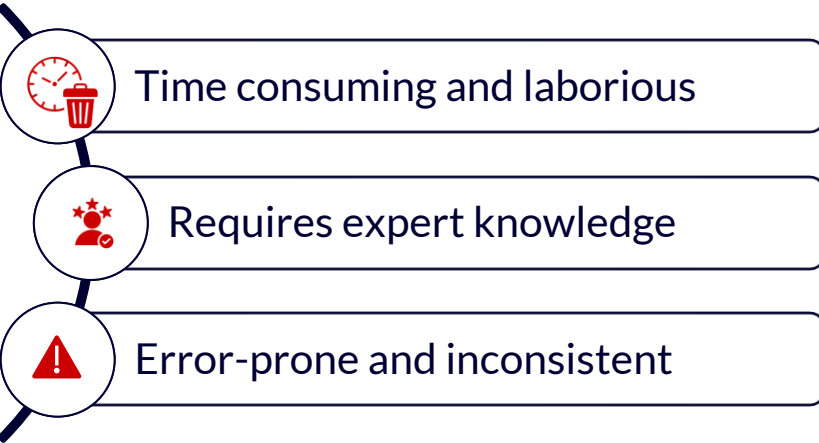 Time consuming and laborious
Requires expert knowledge
Error-prone and inconsistent